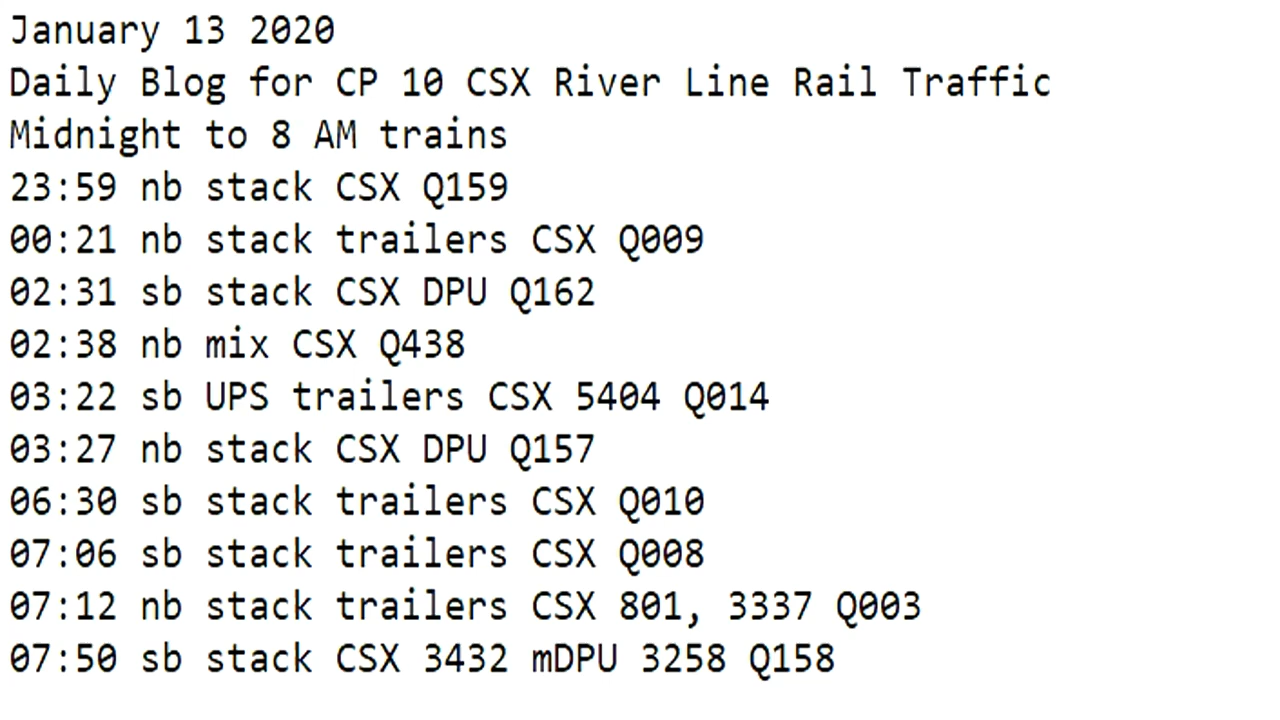 January 13 2020
Daily Blog for CP 10 CSX River Line Rail Traffic
Midnight to 8 AM trains
23:59 nb stack CSX Q159
00:21 nb stack trailers CSX Q009
02:31 sb stack CSX DPU Q162
02:38 nb mix CSX Q438
03:22 sb UPS trailers CSX 5404 Q014
03:27 nb stack CSX DPU Q157
06:30 sb stack trailers CSX Q010
07:06 sb stack trailers CSX Q008
07:12 nb stack trailers CSX 801, 3337 Q003
07:50 sb stack CSX 3432 mDPU 3258 Q158